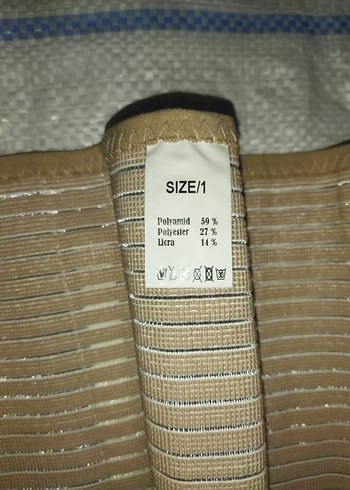 SIZE/1
Polyamid 59 %
Polyester 27 %
Licra 14 %